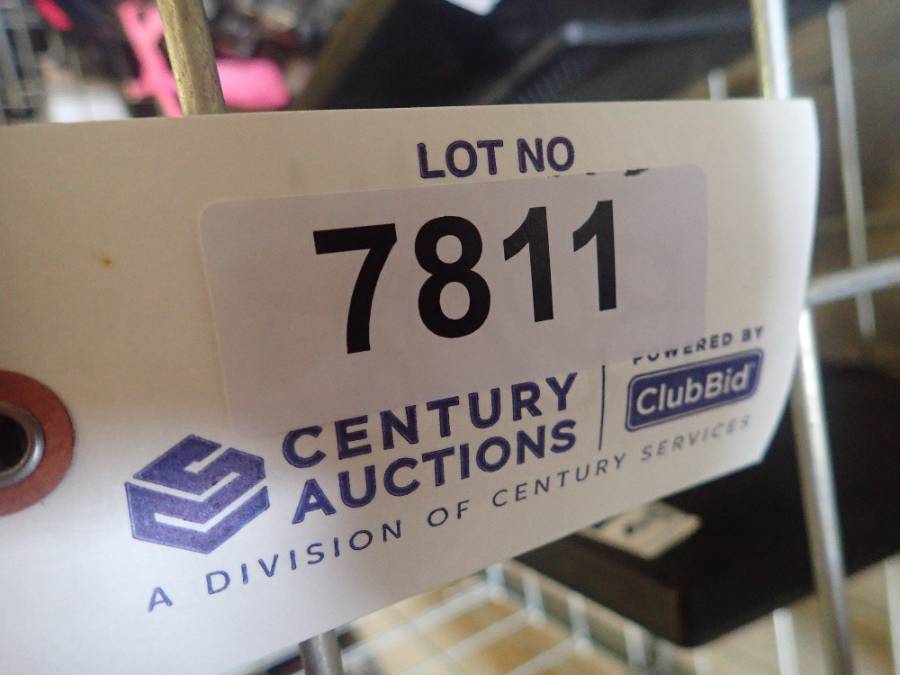 LOT NO
7811
CENTURY
AUCTIONS
POWERED BY
ClubBid
A DIVISION OF CENTURY SERVICES